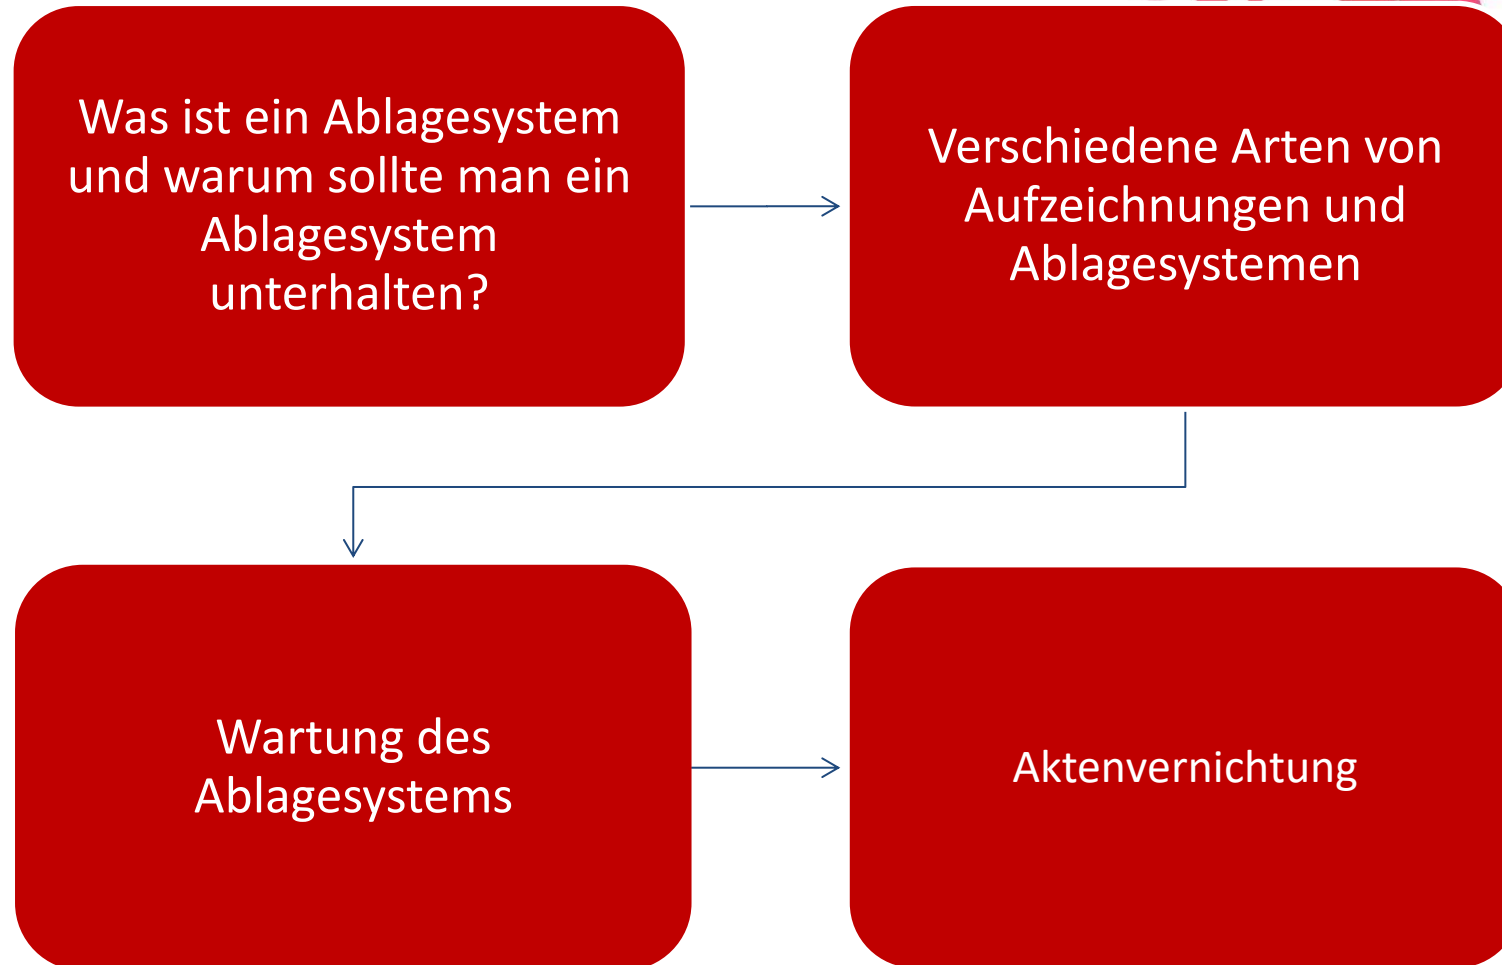 Was ist ein Ablagesystem
und warum sollte man ein
Ablagesystem
unterhalten?
Verschiedene Arten von
Aufzeichnungen und
Ablagesystemen
Wartung des
Ablagesystems
Aktenvernichtung